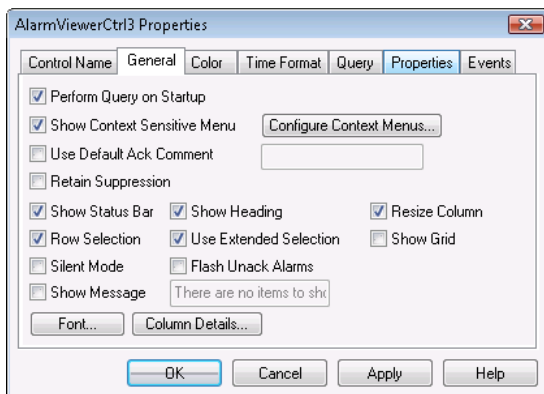 AlarmViewerCtrl3 Properties
Control Name General Color Time Format Query Properties Events
Perform Query on Startup
Show Context Sensitive Menu Configure Context Menus...
Use Default Ack Comment
Retain Suppression
Show Status Bar Show Heading Resize Column
Row Selection Use Extended Selection Show Grid
Silent Mode Flash Unack Alarms
Show Message There are no items to sho
Font... Column Details...
OK Cancel Apply Help